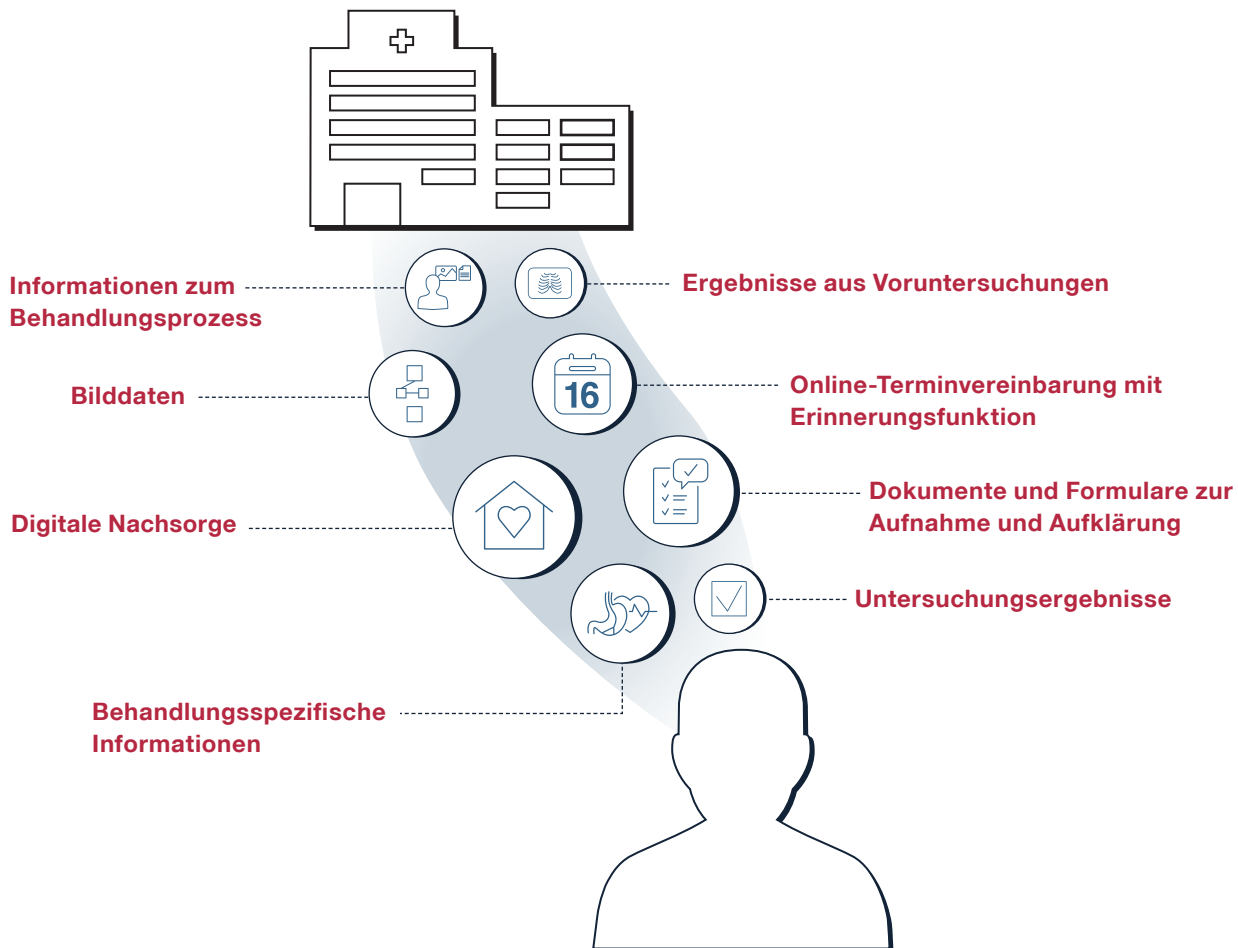 Informationen zum
Behandlungsprozess
Ergebnisse aus Voruntersuchungen
Bilddaten
16
Online-Terminvereinbarung mit
Erinnerungsfunktion
Digitale Nachsorge
Dokumente und Formulare zur
Aufnahme und Aufklärung
Untersuchungsergebnisse
Behandlungsspezifische
Informationen